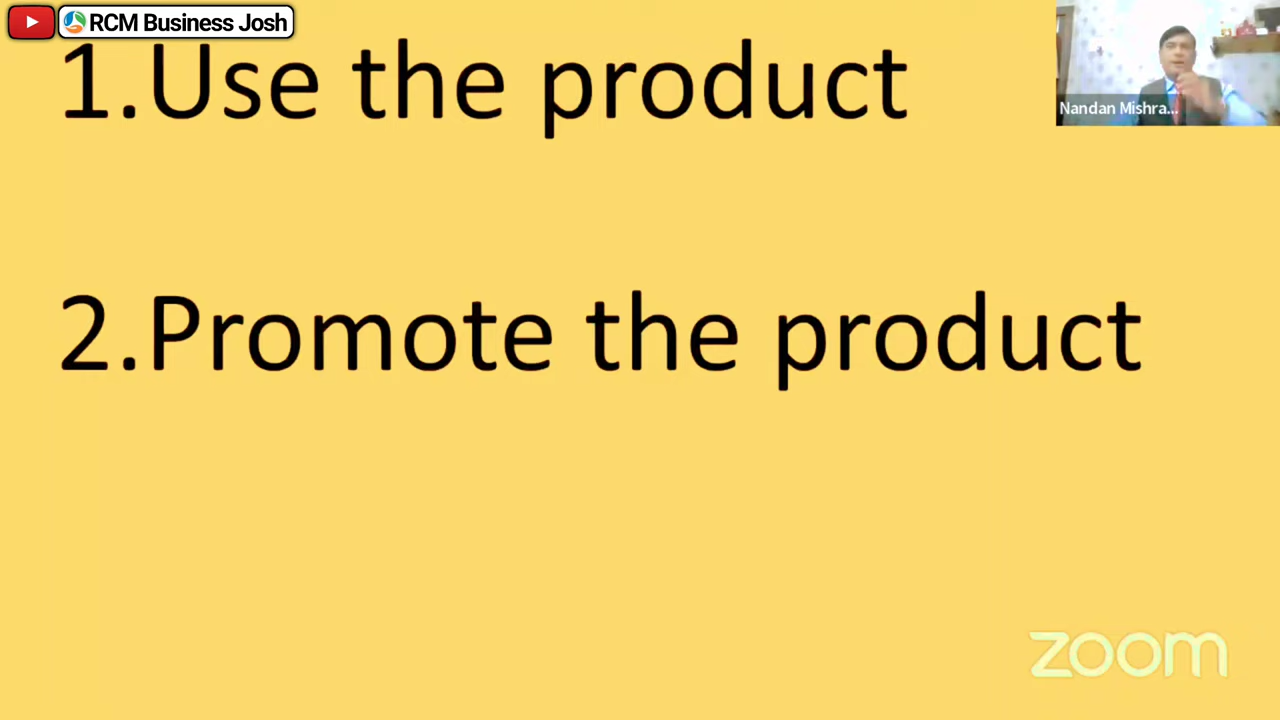 RCM Business Josh
1.Use the product
Nandan Mishra...
2.Promote the product
zoom